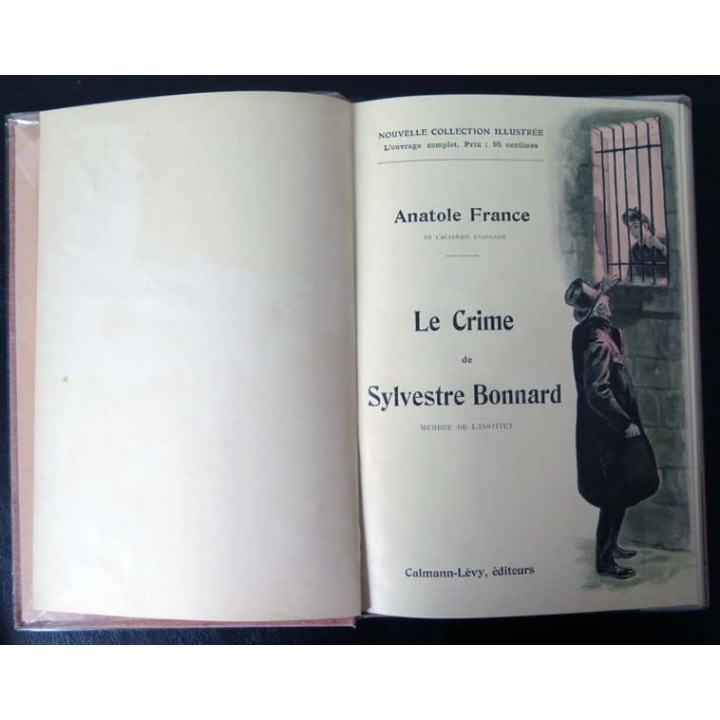 NOUVELLE COLLECTION ILLUSTRÉE
L'ouvrage complet, Prix : 95 centimes
Anatole France
DE L'ACADÉMIE FRANÇAISE
Le Crime
de
Sylvestre Bonnard
MEMBRE DE L'INSTITUT
Calmann-Lévy, éditeurs